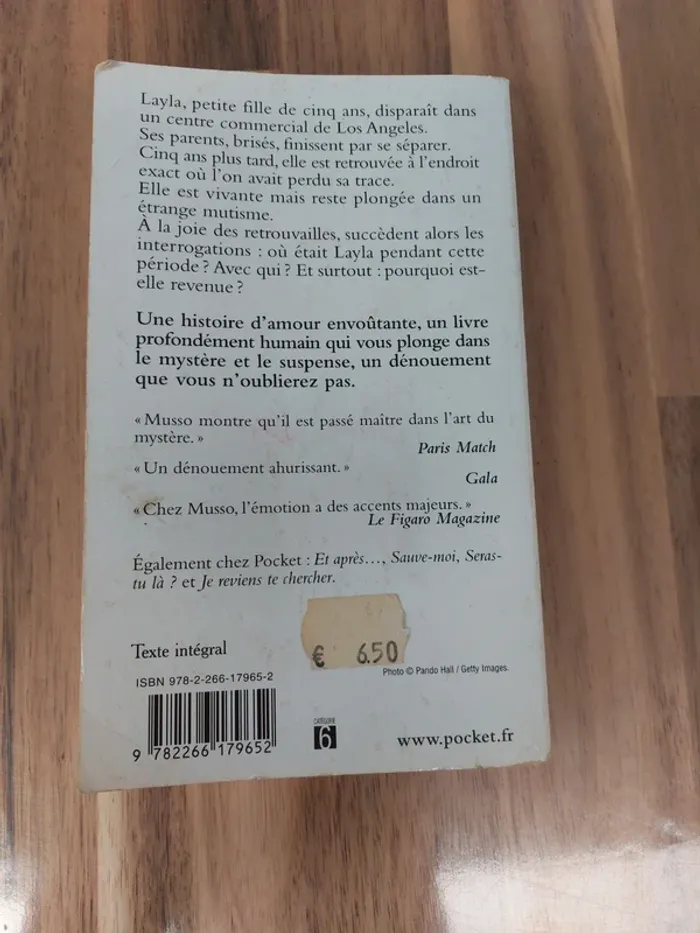 Layla, petite fille de cinq ans, disparaît dans
un centre commercial de Los Angeles.
Ses parents, brisés, finissent par se séparer.
Cinq ans plus tard, elle est retrouvée à l'endroit
exact où l'on avait perdu sa trace.
Elle est vivante mais reste plongée dans un
étrange mutisme.
À la joie des retrouvailles, succèdent alors les
interrogations : où était Layla pendant cette
période ? Avec qui ? Et surtout : pourquoi est-
elle revenue ?
Une histoire d'amour envoûtante, un livre
profondément humain qui vous plonge dans
le mystère et le suspense, un dénouement
que vous n'oublierez pas.
« Musso montre qu'il est passé maître dans l'art du
mystère. »
Paris Match
« Un dénouement ahurissant. »
Gala
« Chez Musso, l'émotion a des accents majeurs. »
Le Figaro Magazine
Également chez Pocket : Et après…, Sauve-moi, Seras-
tu là ? et Je reviens te chercher.
€ 6.50
Texte intégral
Photo © Pando Hall / Getty Images.
ISBN 978-2-266-17965-2
9 782266 179652
CATÉGORIE
6
www.pocket.fr